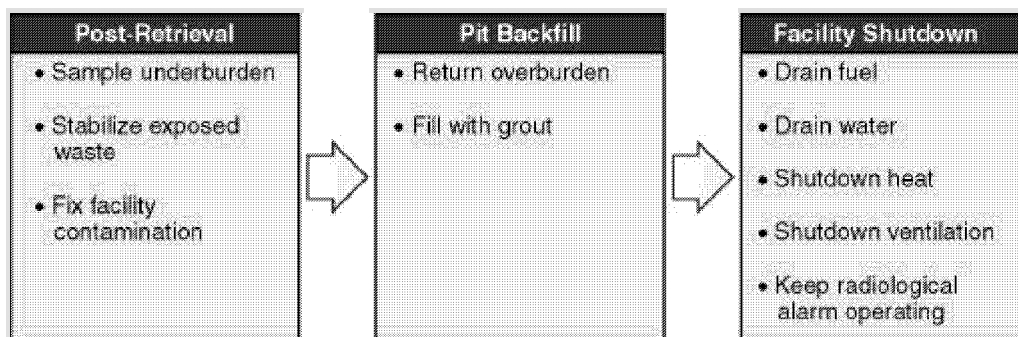 Post-Retrieval
• Sample underburden
• Stabilize exposed
waste
• Fix facility
contamination
Pit Backfill
• Return overburden
• Fill with grout
Facility Shutdown
• Drain fuel
• Drain water
• Shutdown heat
• Shutdown ventilation
• Keep radiological
alarm operating